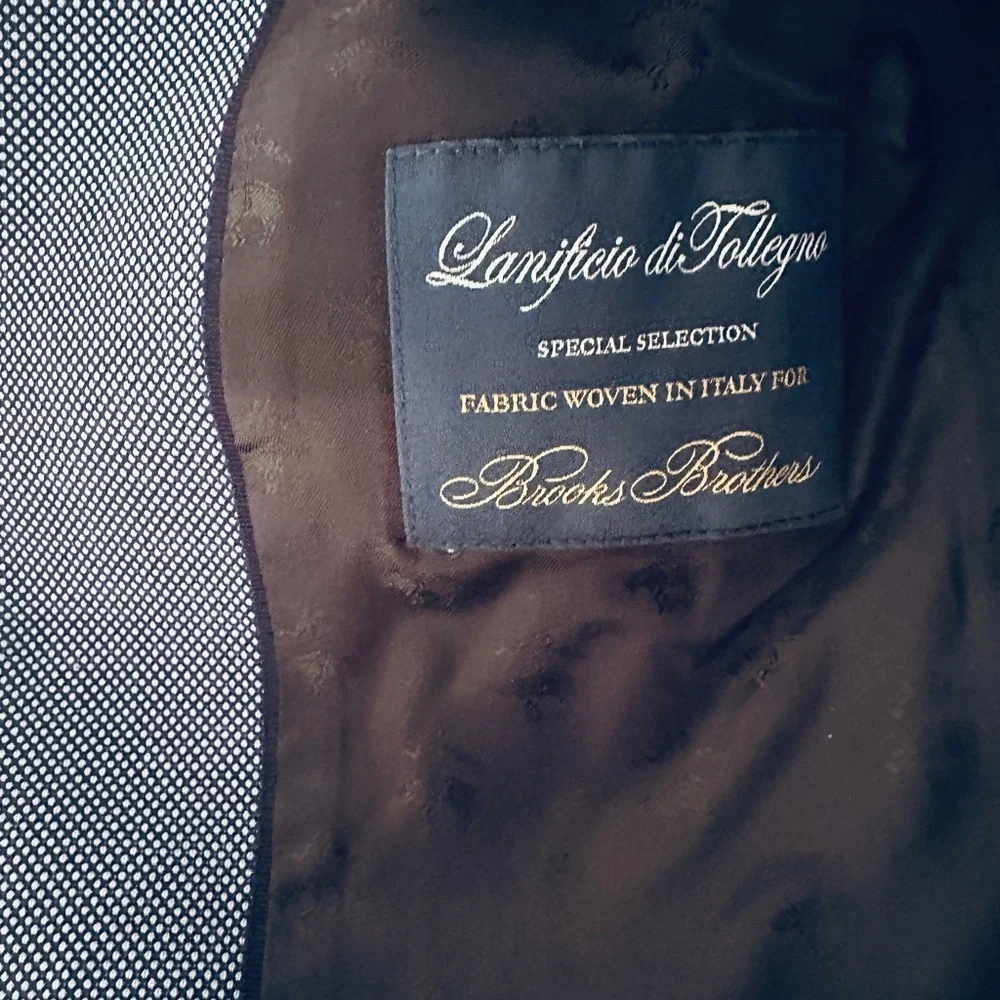 Lanificio di Tollegno
SPECIAL SELECTION
FABRIC WOVEN IN ITALY FOR
Brooks Brothers